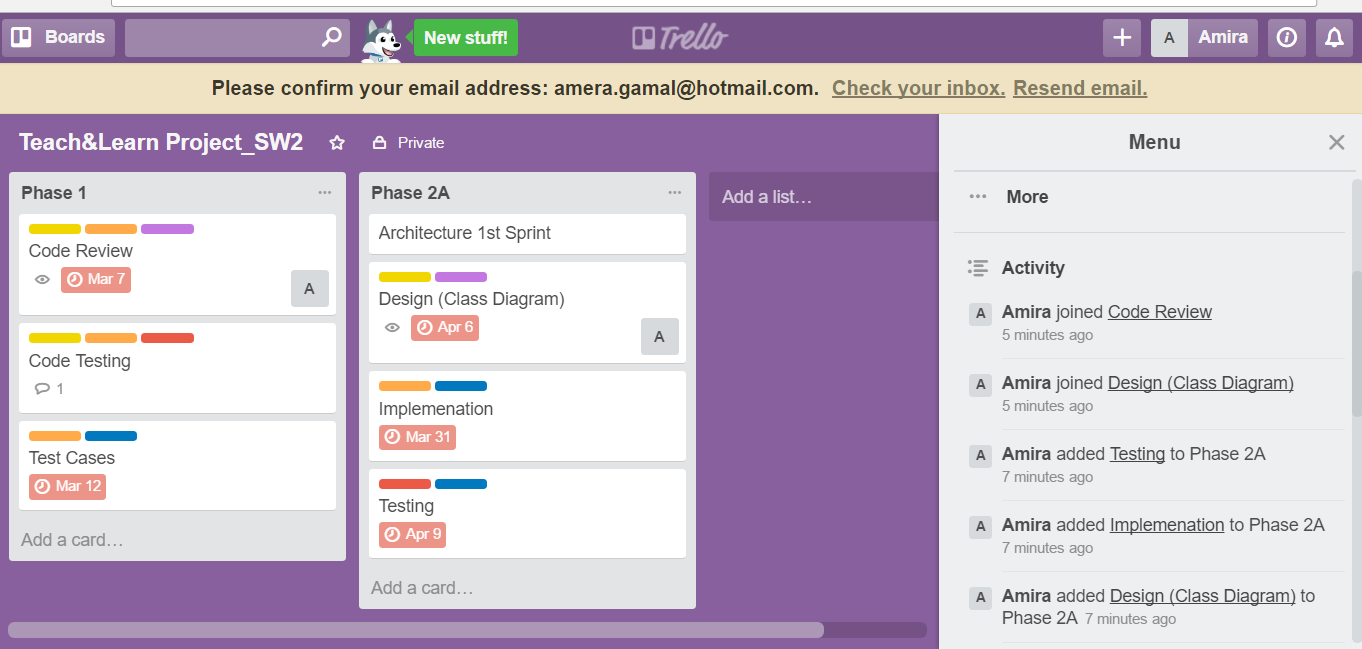 Boards
New stuff!
Trello
A Amira
Please confirm your email address: amera.gamal@hotmail.com. Check your inbox. Resend email.
Teach&Learn Project_SW2
Private
Phase 1
Code Review
Mar 7
A
Code Testing
1
Test Cases
Mar 12
Add a card…
Phase 2A
Architecture 1st Sprint
Design (Class Diagram)
Apr 6
A
Implemenation
Mar 31
Testing
Apr 9
Add a card…
Add a list…
Menu
More
Activity
A Amira joined Code Review
5 minutes ago
A Amira joined Design (Class Diagram)
5 minutes ago
A Amira added Testing to Phase 2A
7 minutes ago
A Amira added Implemenation to Phase 2A
7 minutes ago
A Amira added Design (Class Diagram) to
Phase 2A 7 minutes ago